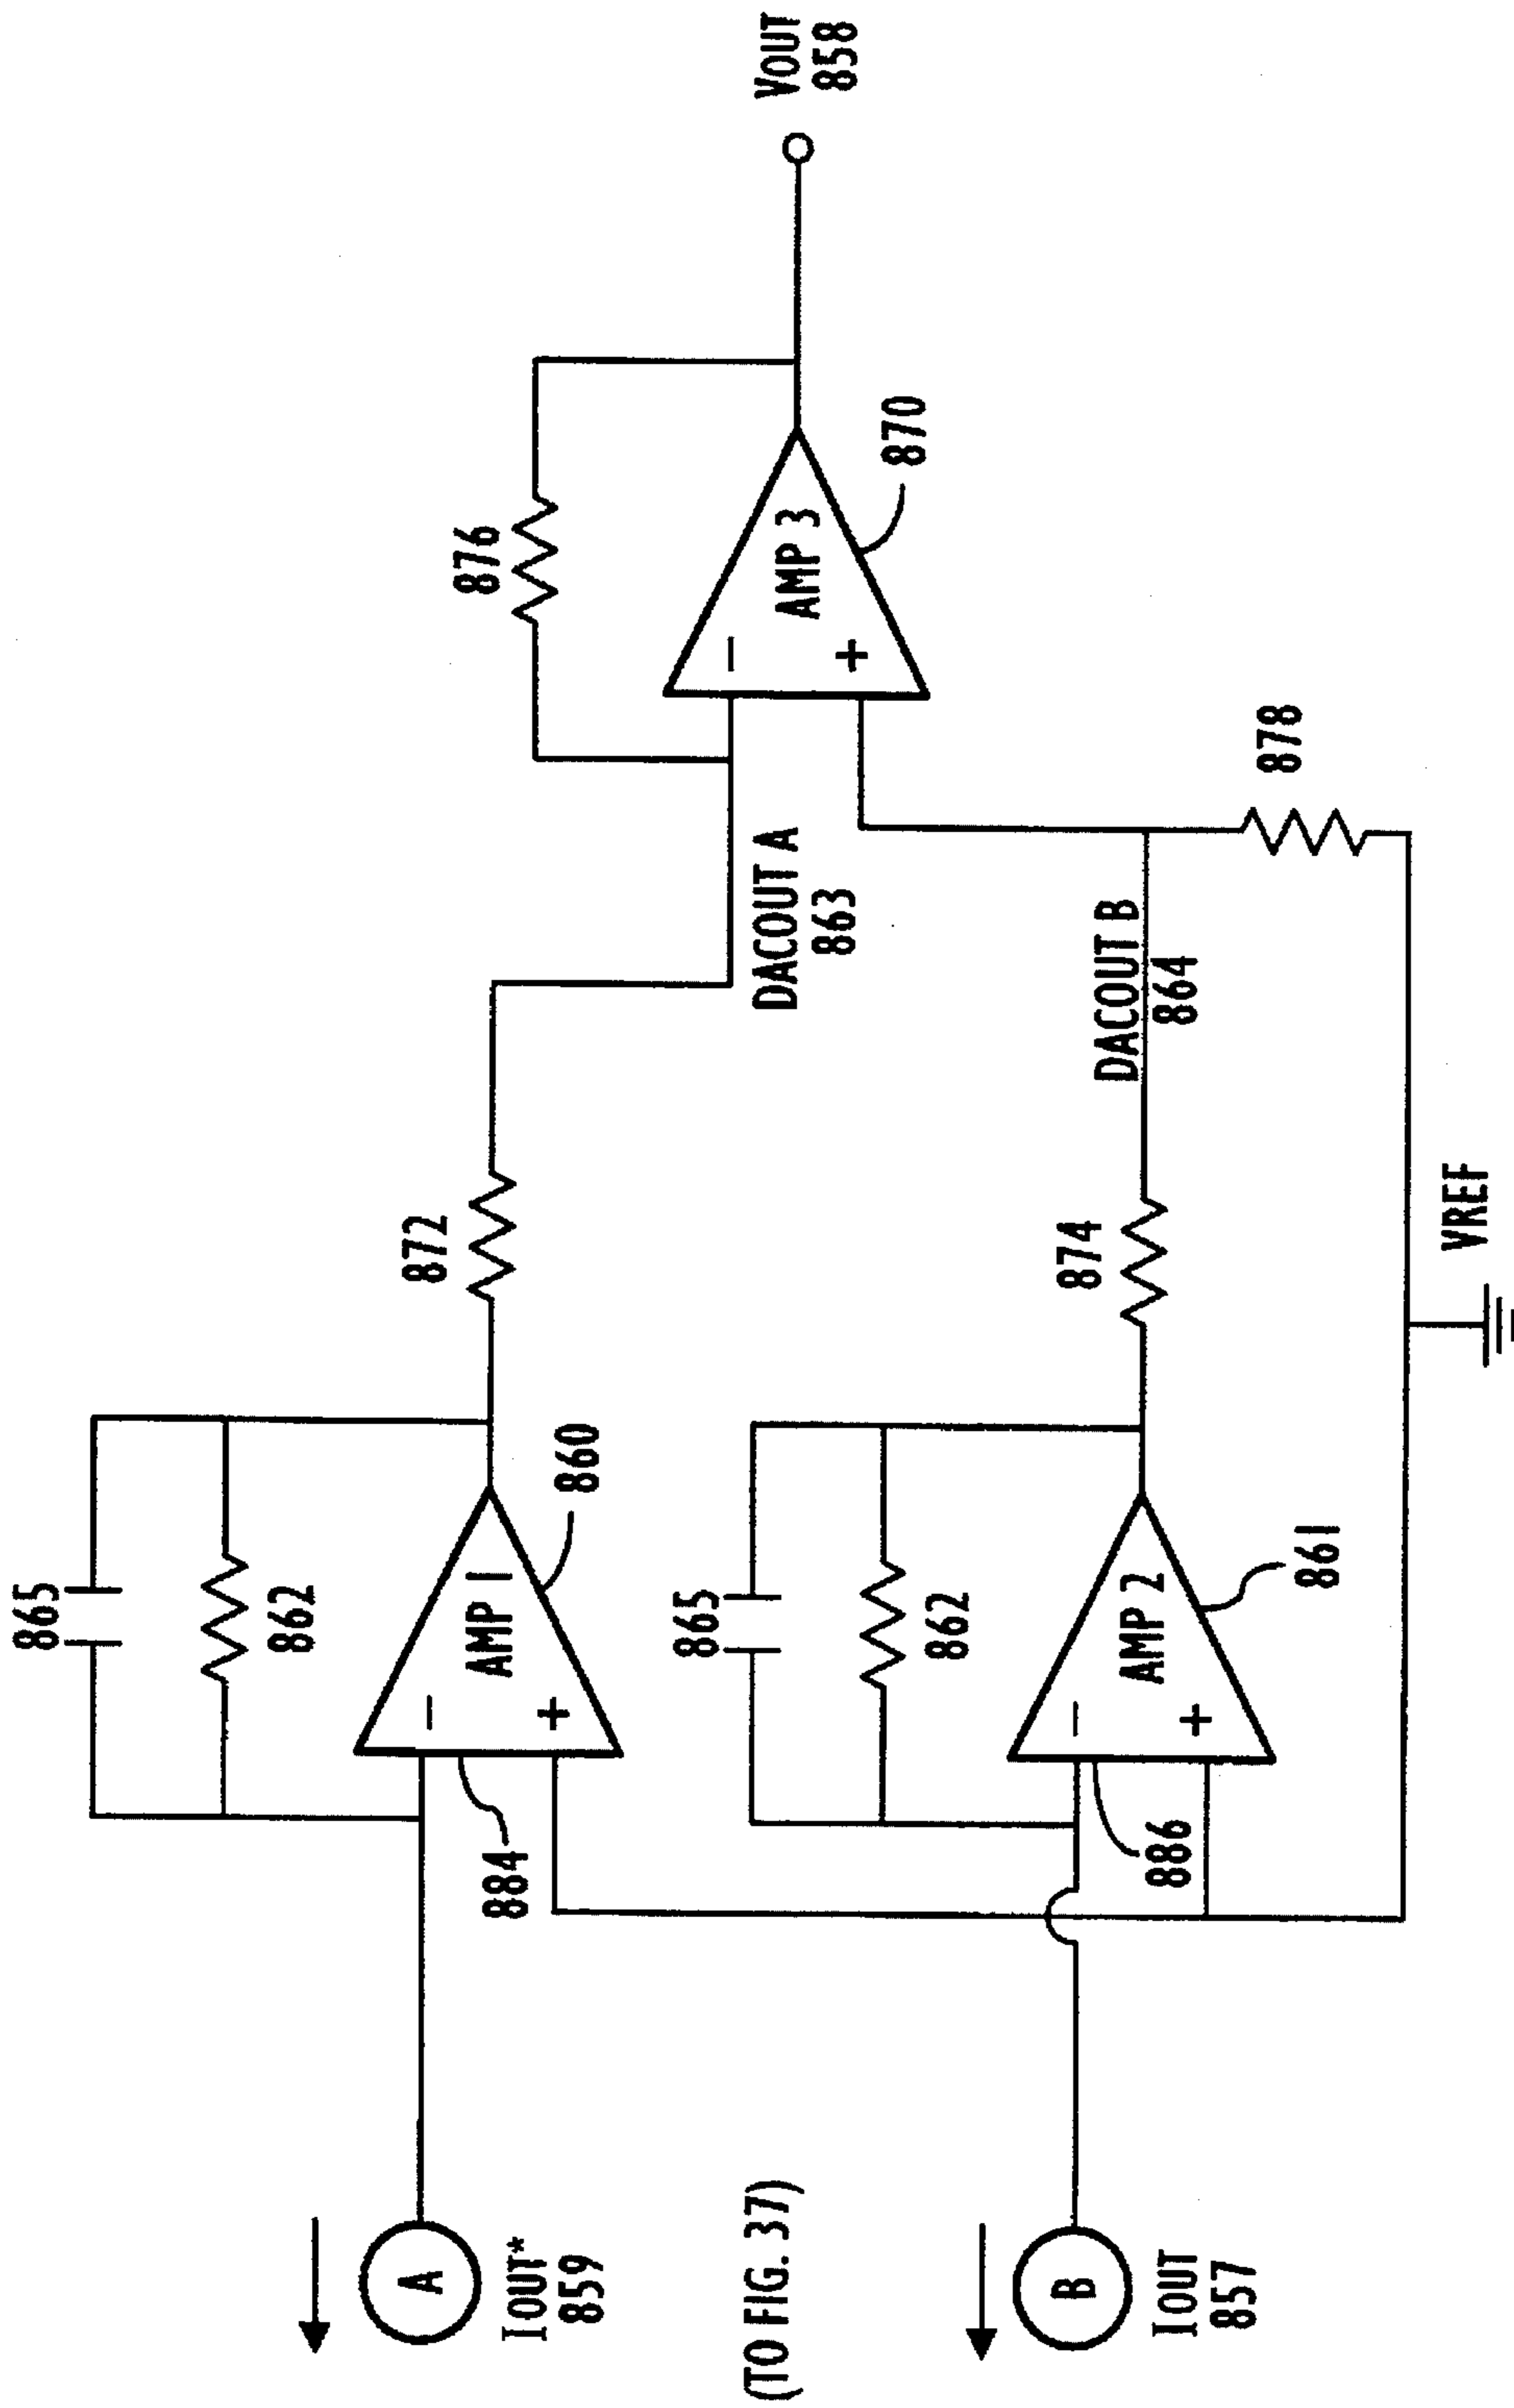 865
862
AMP 1
−
+
860
884
A
IOUT*
859
872
DACOUT A
863
876
AMP 3
−
+
870
VOUT
858
(TO FIG. 37)
865
862
AMP 2
−
+
861
886
B
IOUT
857
874
DACOUT B
864
878
VREF